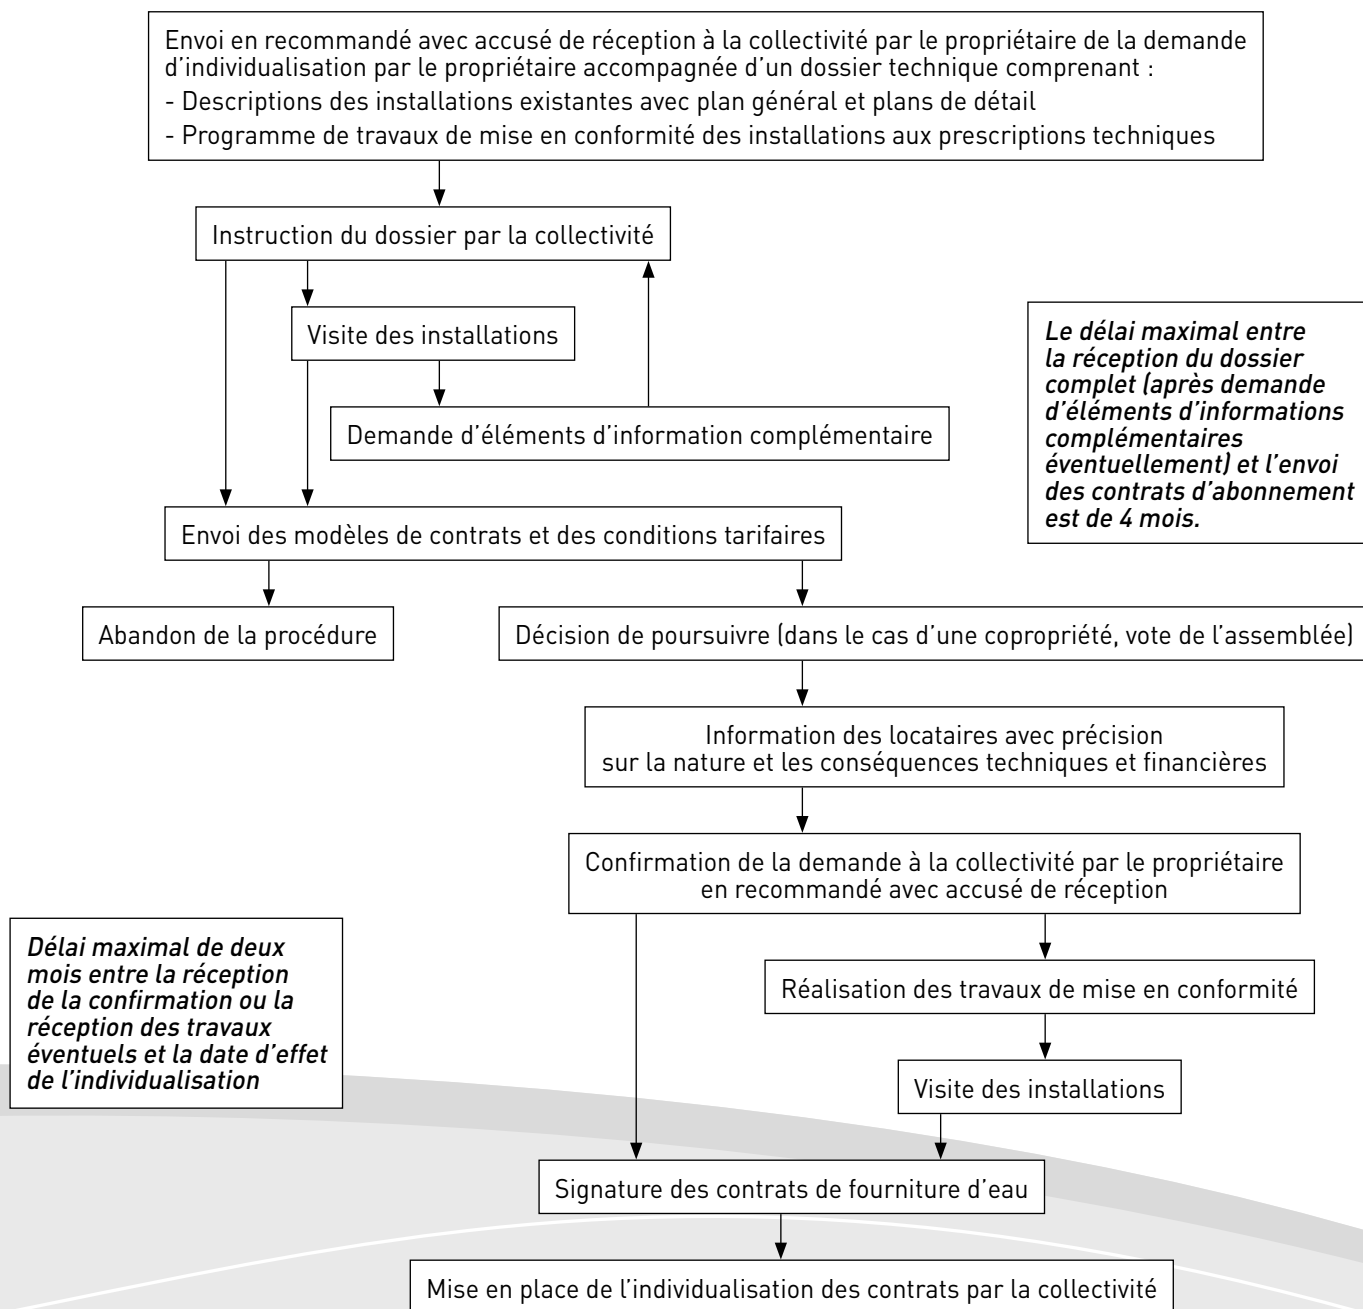 Envoi en recommandé avec accusé de réception à la collectivité par le propriétaire de la demande
d’individualisation par le propriétaire accompagnée d’un dossier technique comprenant :
- Descriptions des installations existantes avec plan général et plans de détail
- Programme de travaux de mise en conformité des installations aux prescriptions techniques
Instruction du dossier par la collectivité
Visite des installations
Demande d’éléments d’information complémentaire
Le délai maximal entre
la réception du dossier
complet (après demande
d’éléments d’informations
complémentaires
éventuellement) et l’envoi
des contrats d’abonnement
est de 4 mois.
Envoi des modèles de contrats et des conditions tarifaires
Abandon de la procédure
Décision de poursuivre (dans le cas d’une copropriété, vote de l’assemblée)
Information des locataires avec précision
sur la nature et les conséquences techniques et financières
Confirmation de la demande à la collectivité par le propriétaire
en recommandé avec accusé de réception
Délai maximal de deux
mois entre la réception
de la confirmation ou la
réception des travaux
éventuels et la date d’effet
de l’individualisation
Réalisation des travaux de mise en conformité
Visite des installations
Signature des contrats de fourniture d’eau
Mise en place de l’individualisation des contrats par la collectivité